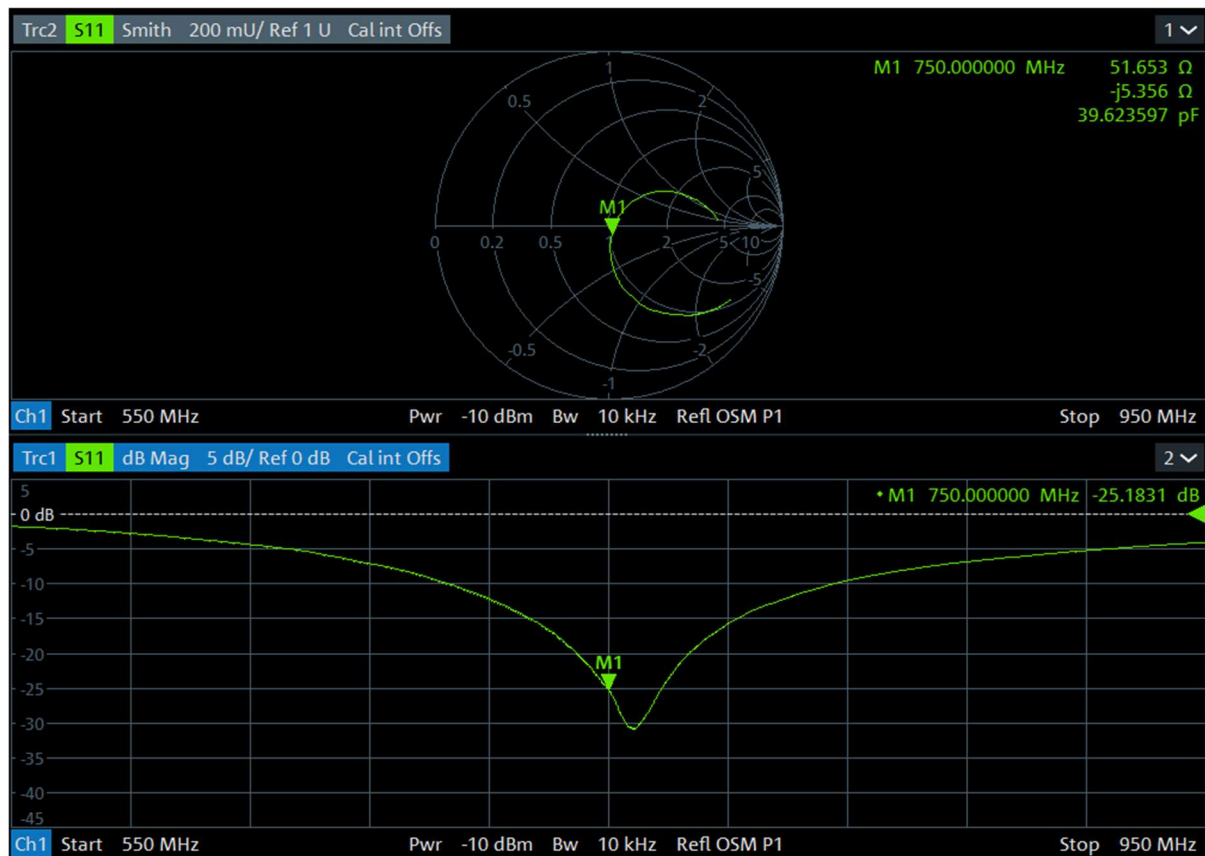 Trc2 S11 Smith 200 mU/ Ref 1 U Cal int Offs 1
M1 750.000000 MHz 51.653 Ω
-j5.356 Ω
39.623597 pF
1
0.5 2
5
M1
0 0.2 0.5 1 2 5 10
-5
-0.5 -2
-1
Ch1 Start 550 MHz Pwr -10 dBm Bw 10 kHz Refl OSM P1 Stop 950 MHz
Trc1 S11 dB Mag 5 dB/ Ref 0 dB Cal int Offs 2
5 • M1 750.000000 MHz -25.1831 dB
0 dB
-5
-10
-15
-20
M1
-25
-30
-35
-40
-45
Ch1 Start 550 MHz Pwr -10 dBm Bw 10 kHz Refl OSM P1 Stop 950 MHz